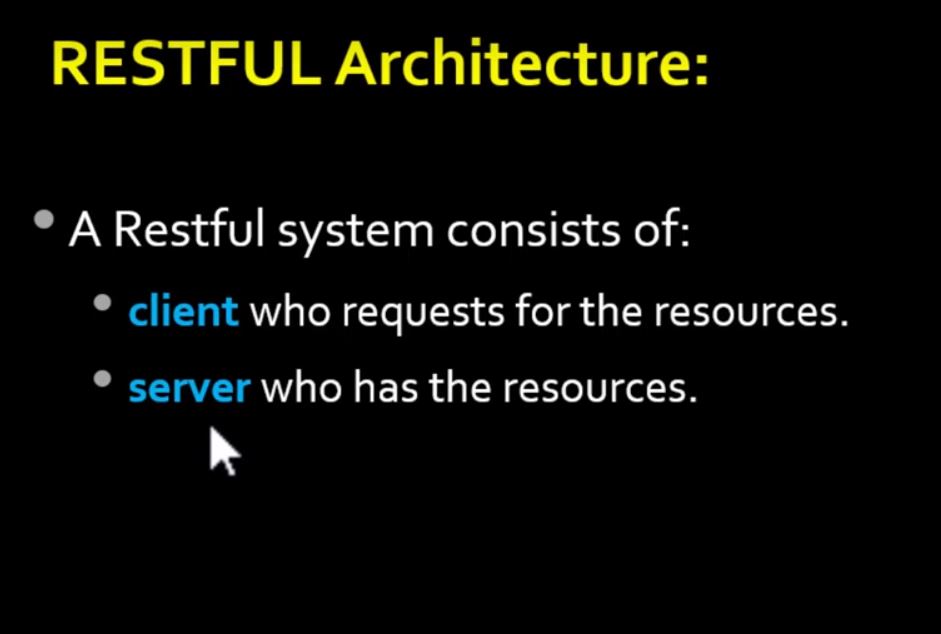 RESTFUL Architecture:
A Restful system consists of:
client who requests for the resources.
server who has the resources.